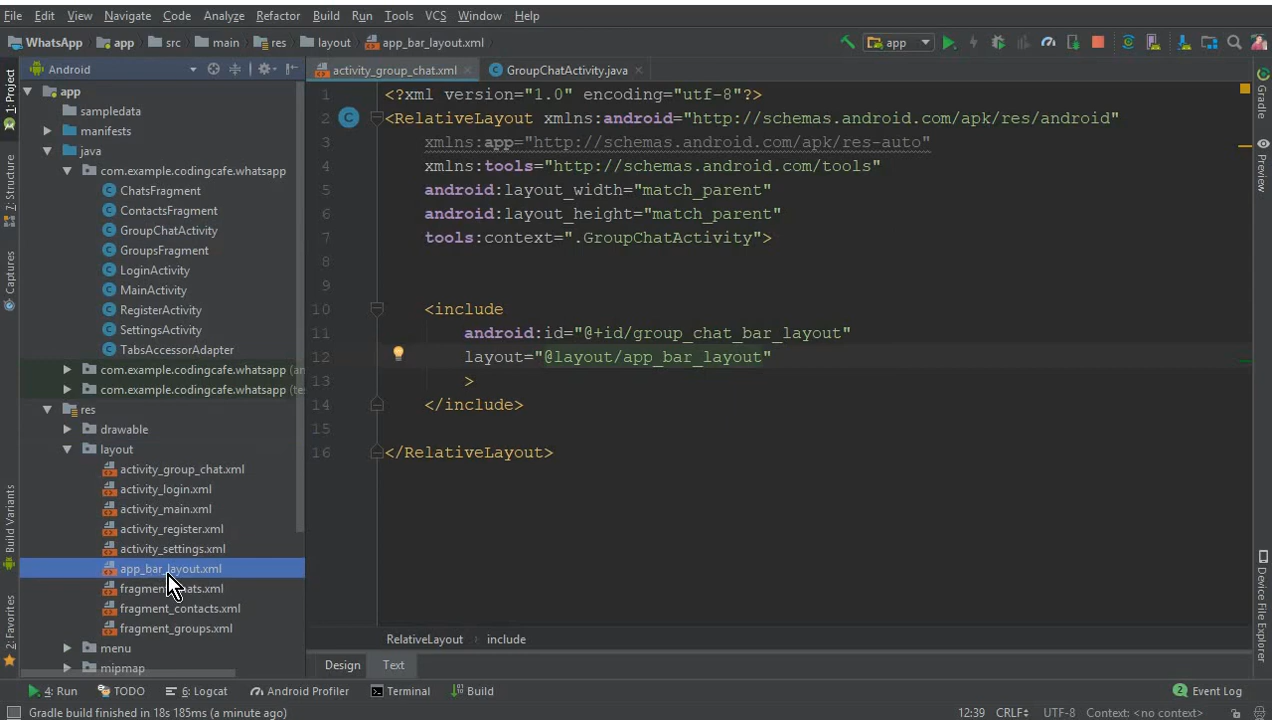 File Edit View Navigate Code Analyze Refactor Build Run Tools VCS Window Help
WhatsApp app src main res layout app_bar_layout.xml app
Android
activity_group_chat.xml GroupChatActivity.java
1: Project
7: Structure
Captures
Build Variants
2: Favorites
app
sampledata
manifests
java
com.example.codingcafe.whatsapp
ChatsFragment
ContactsFragment
GroupChatActivity
GroupsFragment
LoginActivity
MainActivity
RegisterActivity
SettingsActivity
TabsAccessorAdapter
com.example.codingcafe.whatsapp
com.example.codingcafe.whatsapp
res
drawable
layout
activity_group_chat.xml
activity_login.xml
activity_main.xml
activity_register.xml
activity_settings.xml
app_bar_layout.xml
fragment_chats.xml
fragment_contacts.xml
fragment_groups.xml
menu
mipmap
1 <?xml version="1.0" encoding="utf-8"?>
2 <RelativeLayout xmlns:android="http://schemas.android.com/apk/res/android"
3 xmlns:app="http://schemas.android.com/apk/res-auto"
4 xmlns:tools="http://schemas.android.com/tools"
5 android:layout_width="match_parent"
6 android:layout_height="match_parent"
7 tools:context=".GroupChatActivity">
8
9
10 <include
11 android:id="@+id/group_chat_bar_layout"
12 layout="@layout/app_bar_layout"
13 >
14 </include>
15
16 </RelativeLayout>
RelativeLayout include
Design Text
Gradle
Preview
Device File Explorer
4: Run TODO 6: Logcat Android Profiler Terminal Build 2 Event Log
Gradle build finished in 18s 185ms (a minute ago) 12:39 CRLF UTF-8 Context: <no context>